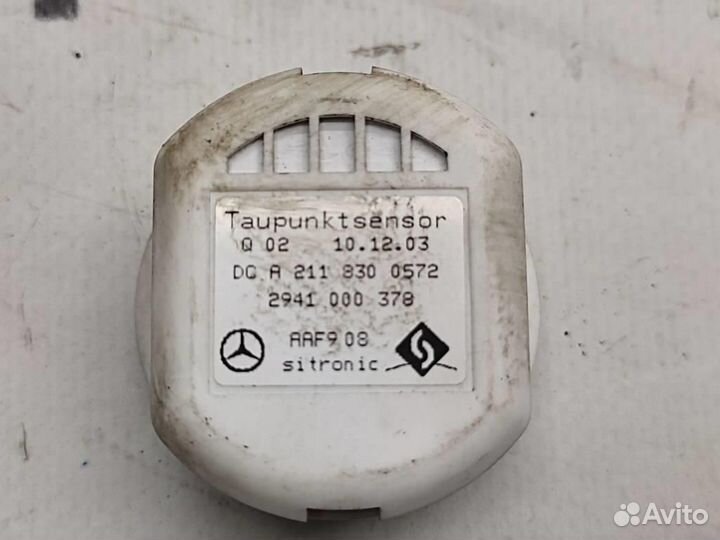 Taupunktsensor
Q 02 10.12.03
DC A 211 830 0572
2941 000 378
AAF9 08
sitronic
Avito